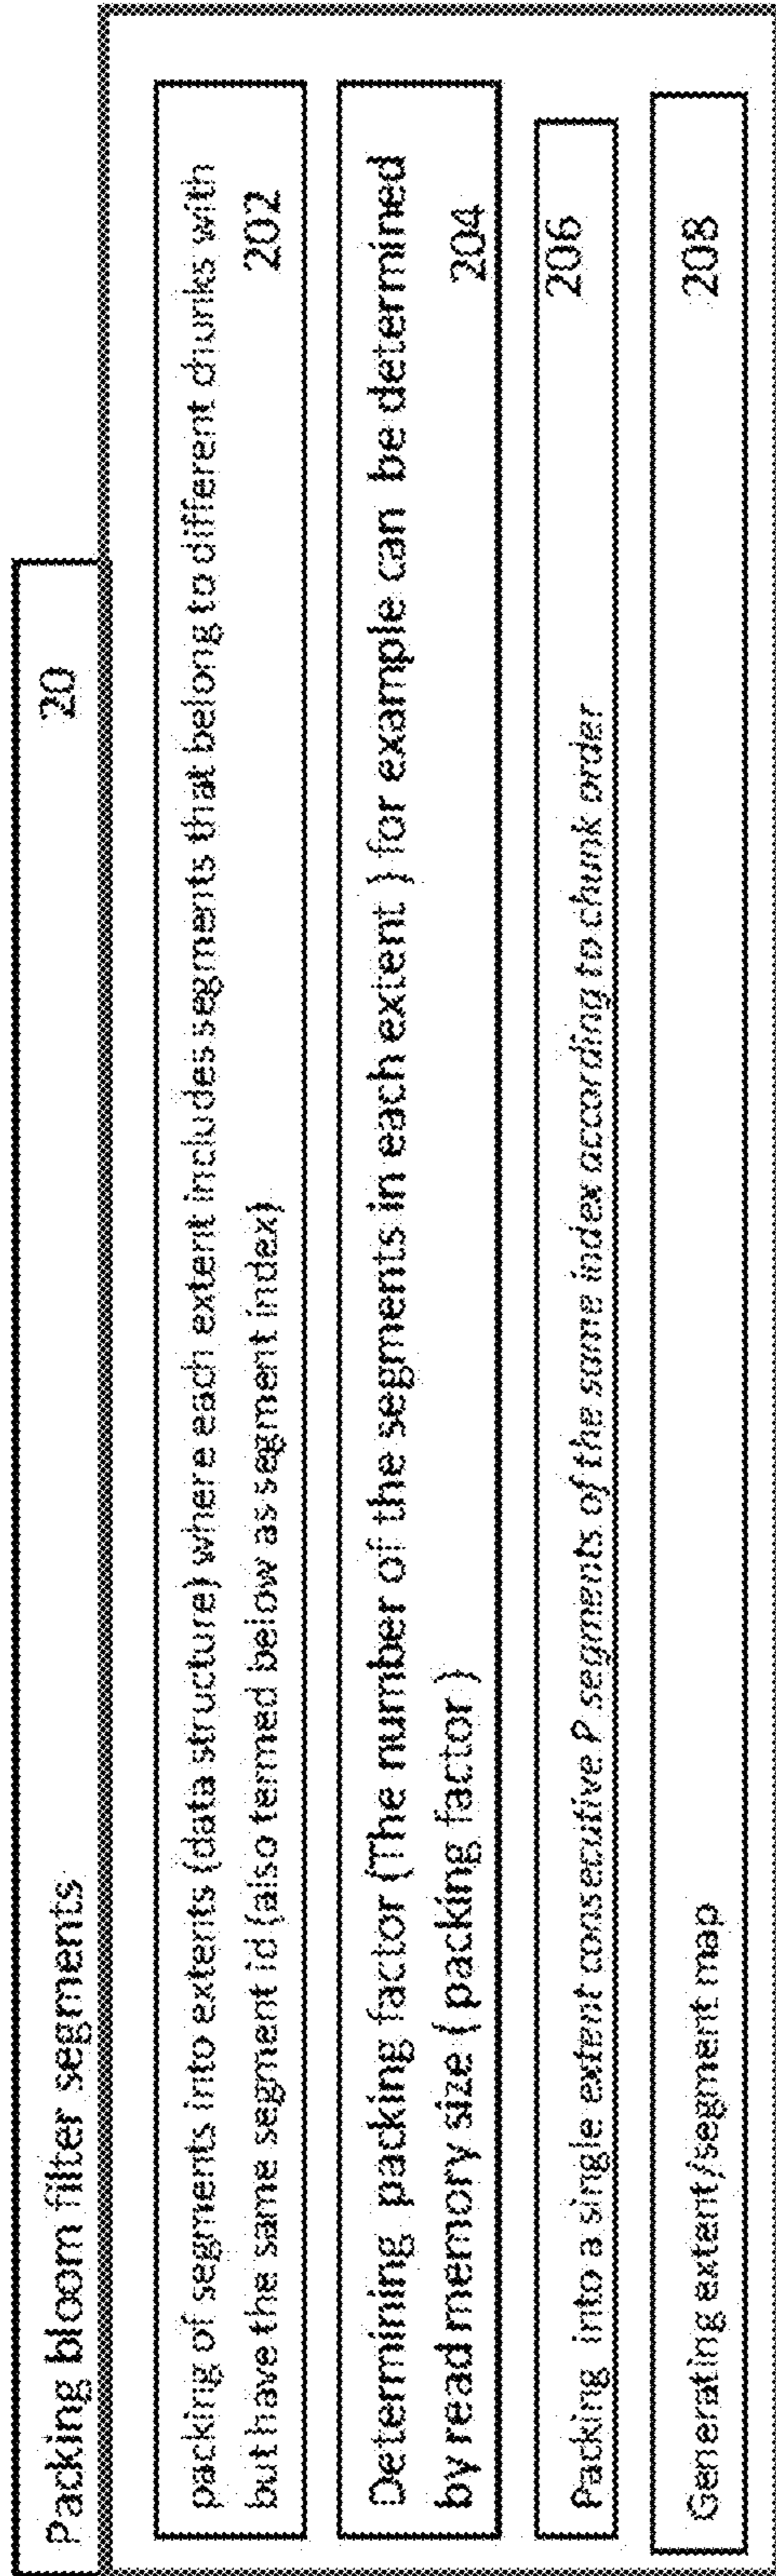 Packing bloom filter segments 20
packing of segments into extents (data structure) where each extent includes segments that belong to different chunks with
but have the same segment id (also termed below as segment index) 202
Determining packing factor (The number of the segments in each extent ) for example can be determined
by read memory size ( packing factor ) 204
Packing into a single extent consecutive P segments of the same index according to chunk order 206
Generating extent/segment map 208